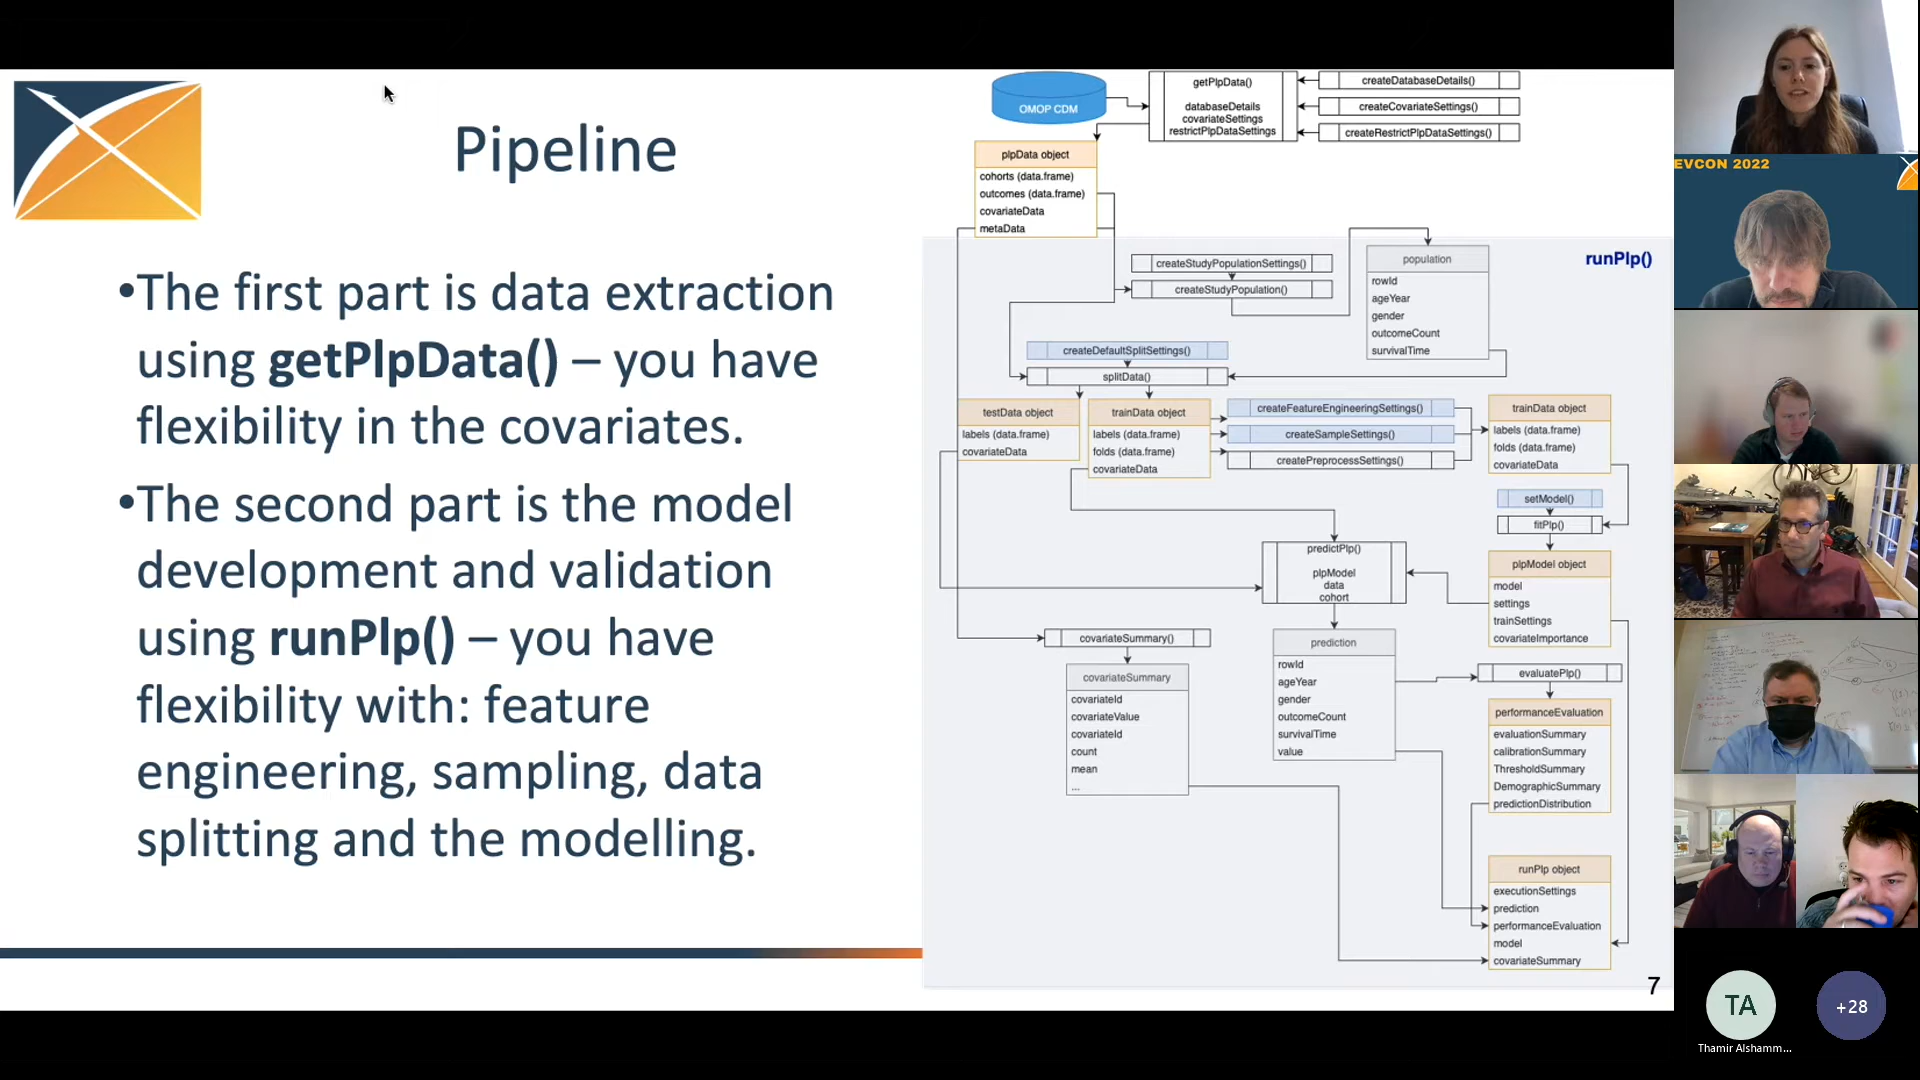 Pipeline
•The first part is data extraction
using getPlpData() – you have
flexibility in the covariates.
•The second part is the model
development and validation
using runPlp() – you have
flexibility with: feature
engineering, sampling, data
splitting and the modelling.
OMOP CDM
getPlpData()
databaseDetails
covariateSettings
restrictPlpDataSettings
createDatabaseDetails()
createCovariateSettings()
createRestrictPlpDataSettings()
plpData object
cohorts (data.frame)
outcomes (data.frame)
covariateData
metaData
runPlp()
createStudyPopulationSettings()
createStudyPopulation()
population
rowId
ageYear
gender
outcomeCount
survivalTime
createDefaultSplitSettings()
splitData()
testData object
labels (data.frame)
covariateData
trainData object
labels (data.frame)
folds (data.frame)
covariateData
createFeatureEngineeringSettings()
createSampleSettings()
createPreprocessSettings()
trainData object
labels (data.frame)
folds (data.frame)
covariateData
setModel()
fitPlp()
predictPlp()
plpModel
data
cohort
plpModel object
model
settings
trainSettings
covariateImportance
covariateSummary()
covariateSummary
covariateId
covariateValue
covariateId
count
mean
...
prediction
rowId
ageYear
gender
outcomeCount
survivalTime
value
evaluatePlp()
performanceEvaluation
evaluationSummary
calibrationSummary
ThresholdSummary
DemographicSummary
predictionDistribution
runPlp object
executionSettings
prediction
performanceEvaluation
model
covariateSummary
7
EVCON 2022
TA
Thamir Alshamm...
+28